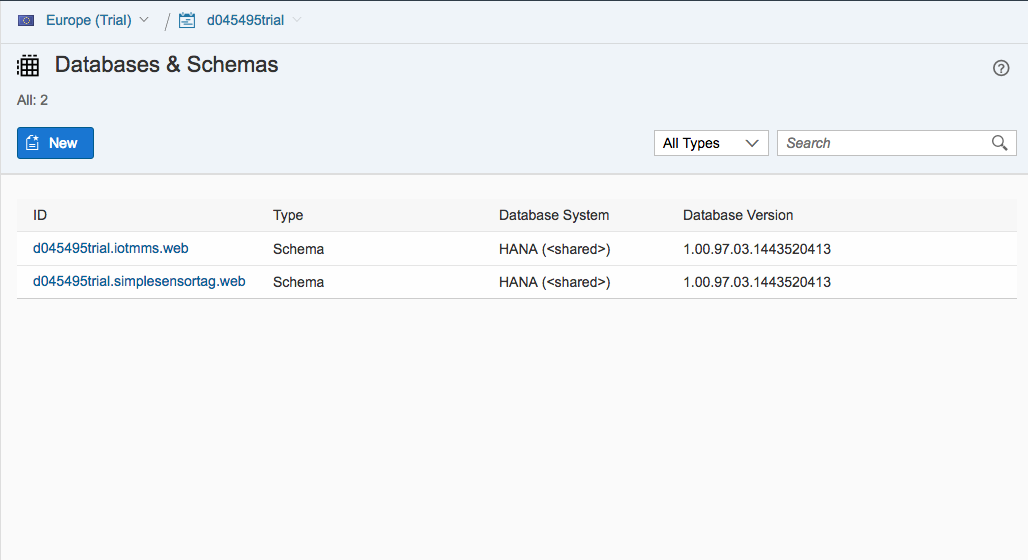 Europe (Trial) / d045495trial
Databases & Schemas
All: 2
New All Types Search
ID Type Database System Database Version
d045495trial.iotmms.web Schema HANA (<shared>) 1.00.97.03.1443520413
d045495trial.simplesensortag.web Schema HANA (<shared>) 1.00.97.03.1443520413